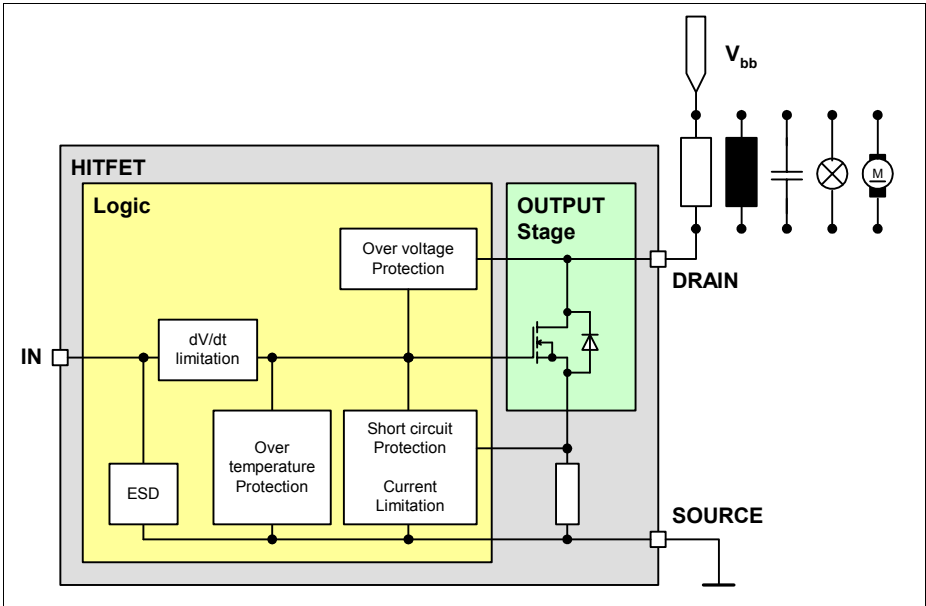 V_bb
HITFET
Logic
OUTPUT
Stage
Over voltage
Protection
DRAIN
M
IN
dV/dt
limitation
Over
temperature
Protection
Short circuit
Protection
Current
Limitation
ESD
SOURCE